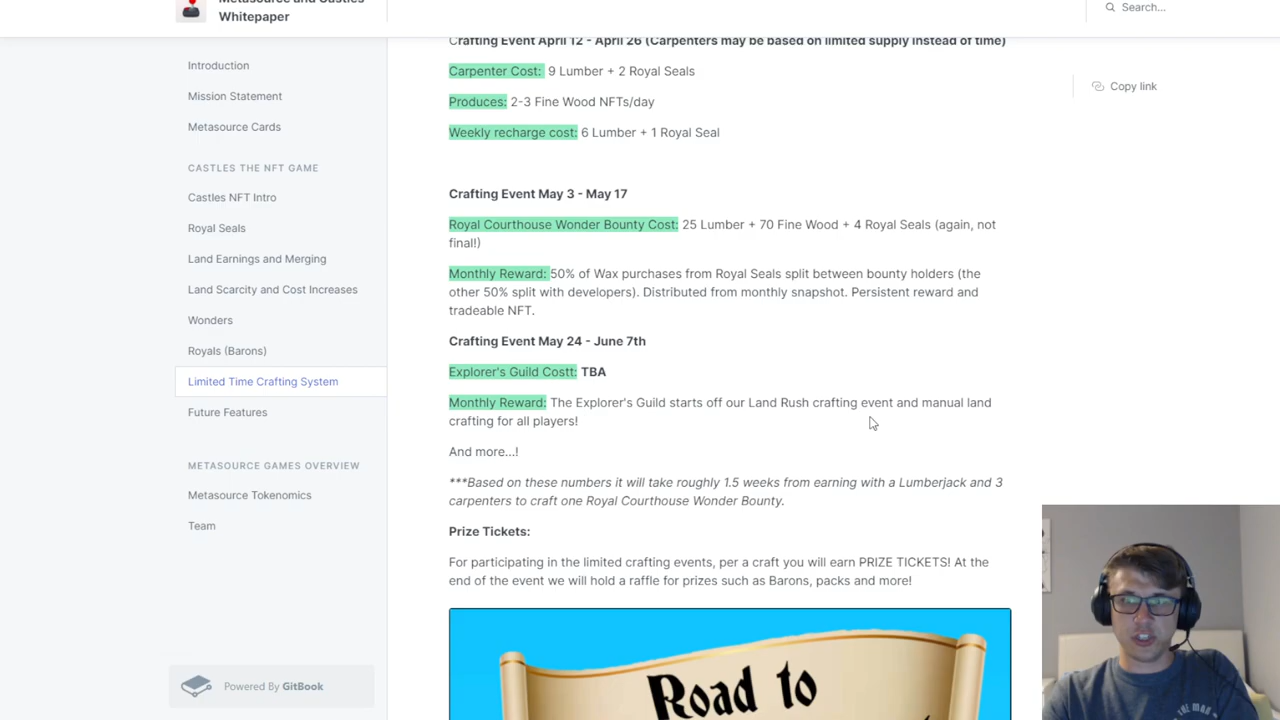 Metasource and Castles
Whitepaper
Search...
Introduction
Mission Statement
Metasource Cards
CASTLES THE NFT GAME
Castles NFT Intro
Royal Seals
Land Earnings and Merging
Land Scarcity and Cost Increases
Wonders
Royals (Barons)
Limited Time Crafting System
Future Features
METASOURCE GAMES OVERVIEW
Metasource Tokenomics
Team
Powered By GitBook
Crafting Event April 12 - April 26 (Carpenters may be based on limited supply instead of time)
Carpenter Cost: 9 Lumber + 2 Royal Seals
Produces: 2-3 Fine Wood NFTs/day
Weekly recharge cost: 6 Lumber + 1 Royal Seal
Crafting Event May 3 - May 17
Royal Courthouse Wonder Bounty Cost: 25 Lumber + 70 Fine Wood + 4 Royal Seals (again, not
final!)
Monthly Reward: 50% of Wax purchases from Royal Seals split between bounty holders (the
other 50% split with developers). Distributed from monthly snapshot. Persistent reward and
tradeable NFT.
Crafting Event May 24 - June 7th
Explorer's Guild Costt: TBA
Monthly Reward: The Explorer's Guild starts off our Land Rush crafting event and manual land
crafting for all players!
And more...!
***Based on these numbers it will take roughly 1.5 weeks from earning with a Lumberjack and 3
carpenters to craft one Royal Courthouse Wonder Bounty.
Prize Tickets:
For participating in the limited crafting events, per a craft you will earn PRIZE TICKETS! At the
end of the event we will hold a raffle for prizes such as Barons, packs and more!
Road to
Copy link